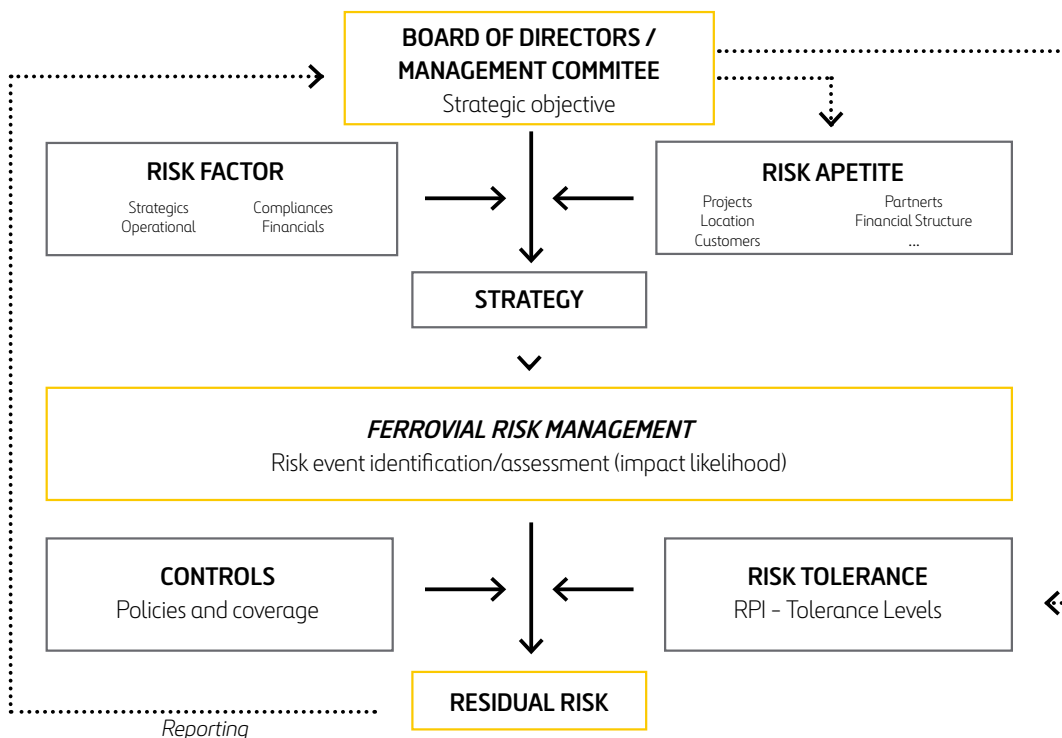 BOARD OF DIRECTORS /
MANAGEMENT COMMITEE
Strategic objective
RISK FACTOR
Strategics
Operational
Compliances
Financials
RISK APETITE
Projects
Location
Customers
Partnerts
Financial Structure
...
STRATEGY
FERROVIAL RISK MANAGEMENT
Risk event identification/assessment (impact likelihood)
CONTROLS
Policies and coverage
RISK TOLERANCE
RPI – Tolerance Levels
RESIDUAL RISK
Reporting